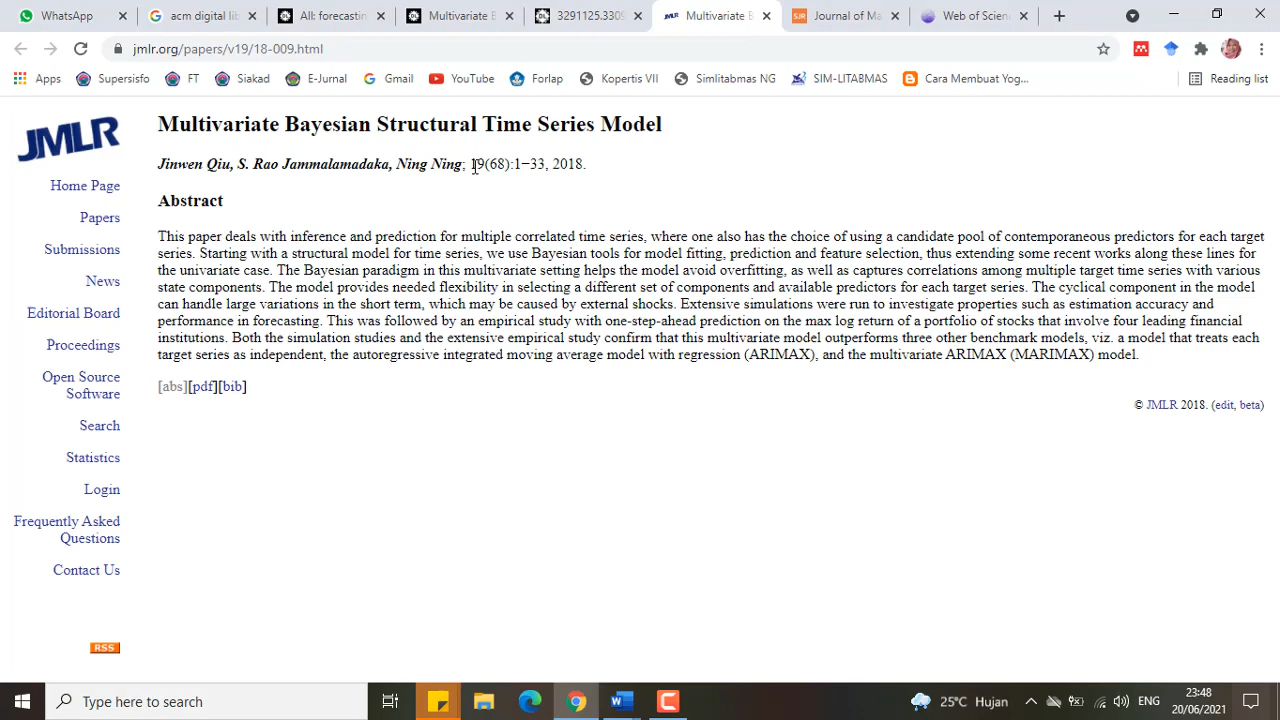 WhatsApp
acm digital lib
All: forecastin
Multivariate B
3291125.3309
Multivariate B
SJR Journal of Ma
Web of Scien
jmlr.org/papers/v19/18-009.html
Apps
Supersisfo
FT
Siakad
E-Jurnal
Gmail
YouTube
Forlap
Kopertis VII
Simlitabmas NG
SIM-LITABMAS
Cara Membuat Yog...
Reading list
JMLR
Home Page
Papers
Submissions
News
Editorial Board
Proceedings
Open Source
Software
Search
Statistics
Login
Frequently Asked
Questions
Contact Us
RSS
Multivariate Bayesian Structural Time Series Model
Jinwen Qiu, S. Rao Jammalamadaka, Ning Ning; 19(68):1−33, 2018.
Abstract
This paper deals with inference and prediction for multiple correlated time series, where one also has the choice of using a candidate pool of contemporaneous predictors for each target
series. Starting with a structural model for time series, we use Bayesian tools for model fitting, prediction and feature selection, thus extending some recent works along these lines for
the univariate case. The Bayesian paradigm in this multivariate setting helps the model avoid overfitting, as well as captures correlations among multiple target time series with various
state components. The model provides needed flexibility in selecting a different set of components and available predictors for each target series. The cyclical component in the model
can handle large variations in the short term, which may be caused by external shocks. Extensive simulations were run to investigate properties such as estimation accuracy and
performance in forecasting. This was followed by an empirical study with one-step-ahead prediction on the max log return of a portfolio of stocks that involve four leading financial
institutions. Both the simulation studies and the extensive empirical study confirm that this multivariate model outperforms three other benchmark models, viz. a model that treats each
target series as independent, the autoregressive integrated moving average model with regression (ARIMAX), and the multivariate ARIMAX (MARIMAX) model.
[abs][pdf][bib]
© JMLR 2018. (edit, beta)
Type here to search
25°C Hujan
ENG
23:48
20/06/2021